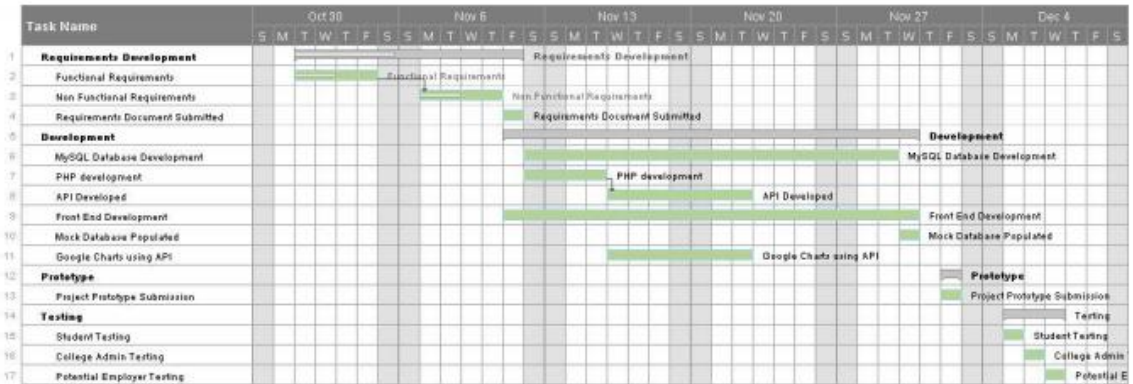 Task Name
Oct 30 Nov 6 Nov 13 Nov 20 Nov 27 Dec 4
S M T W T F S S M T W T F S S M T W T F S S M T W T F S S M T W T F S S M T W T F S
1 Requirements Development Requirements Development
2 Functional Requirements Functional Requirements
3 Non Functional Requirements Non Functional Requirements
4 Requirements Document Submitted Requirements Document Submitted
5 Development Development
6 MySQL Database Development MySQL Database Development
7 PHP development PHP development
8 API Developed API Developed
9 Front End Development Front End Development
10 Mock Database Populated Mock Database Populated
11 Google Charts using API Google Charts using API
12 Prototype Prototype
13 Project Prototype Submission Project Prototype Submission
14 Testing Testing
15 Student Testing Student Testing
16 College Admin Testing College Admin
17 Potential Employer Testing Potential E